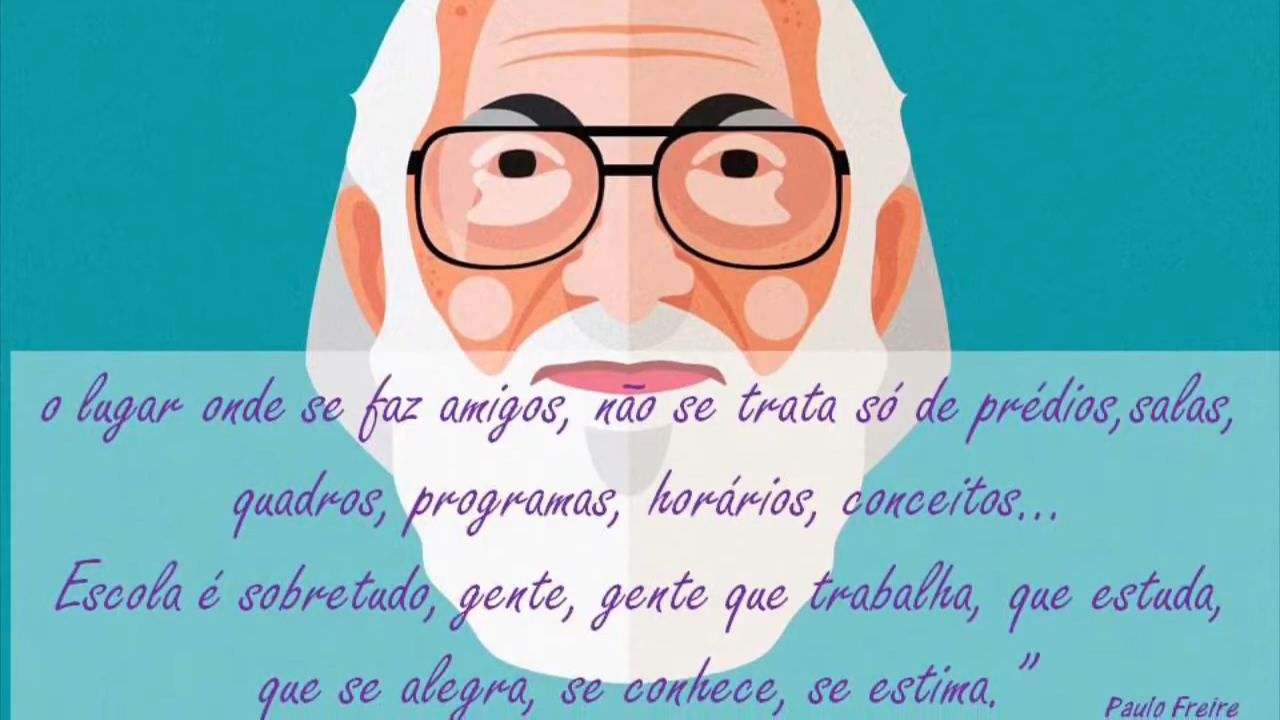 o lugar onde se faz amigos, não se trata só de prédios, salas,
quadros, programas, horários, conceitos...
Escola é sobretudo, gente, gente que trabalha, que estuda,
que se alegra, se conhece, se estima.”
Paulo Freire